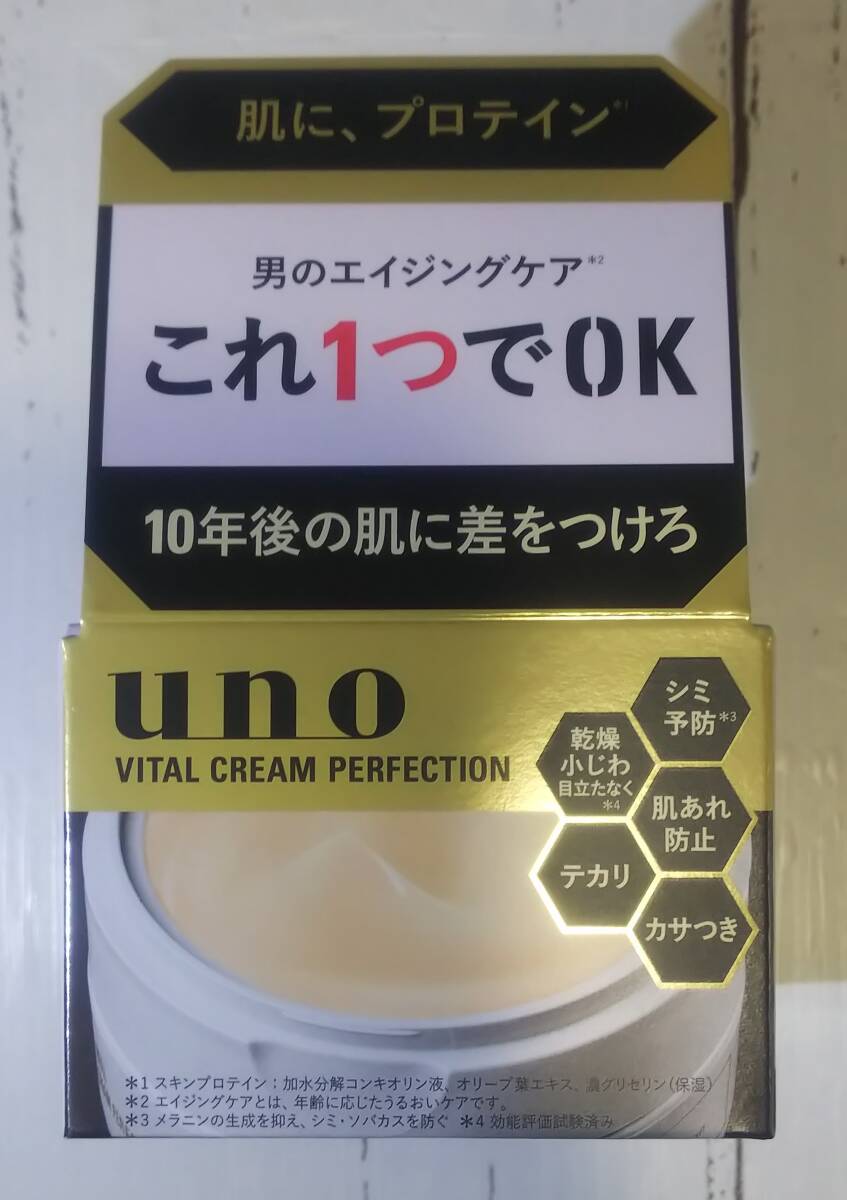 肌に、プロテイン*1
男のエイジングケア*2
これ1つでOK
10年後の肌に差をつけろ
uno
VITAL CREAM PERFECTION
シミ
予防*3
乾燥
小じわ
目立たなく
*4
肌あれ
防止
テカリ
カサつき
*1 スキンプロテイン：加水分解コンキオリン液、オリーブ葉エキス、濃グリセリン（保湿）
*2 エイジングケアとは、年齢に応じたうるおいケアです。
*3 メラニンの生成を抑え、シミ・ソバカスを防ぐ *4 効能評価試験済み